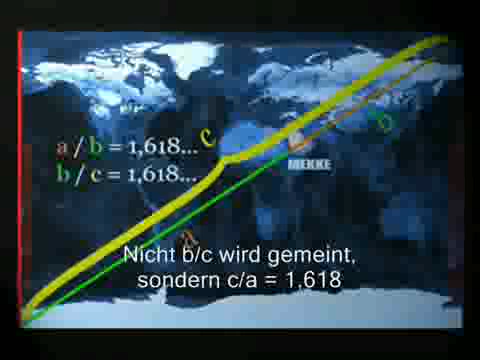 c
a / b = 1,618...
b / c = 1,618...
MEKKE
b
a
Nicht b/c wird gemeint,
sondern c/a = 1,618